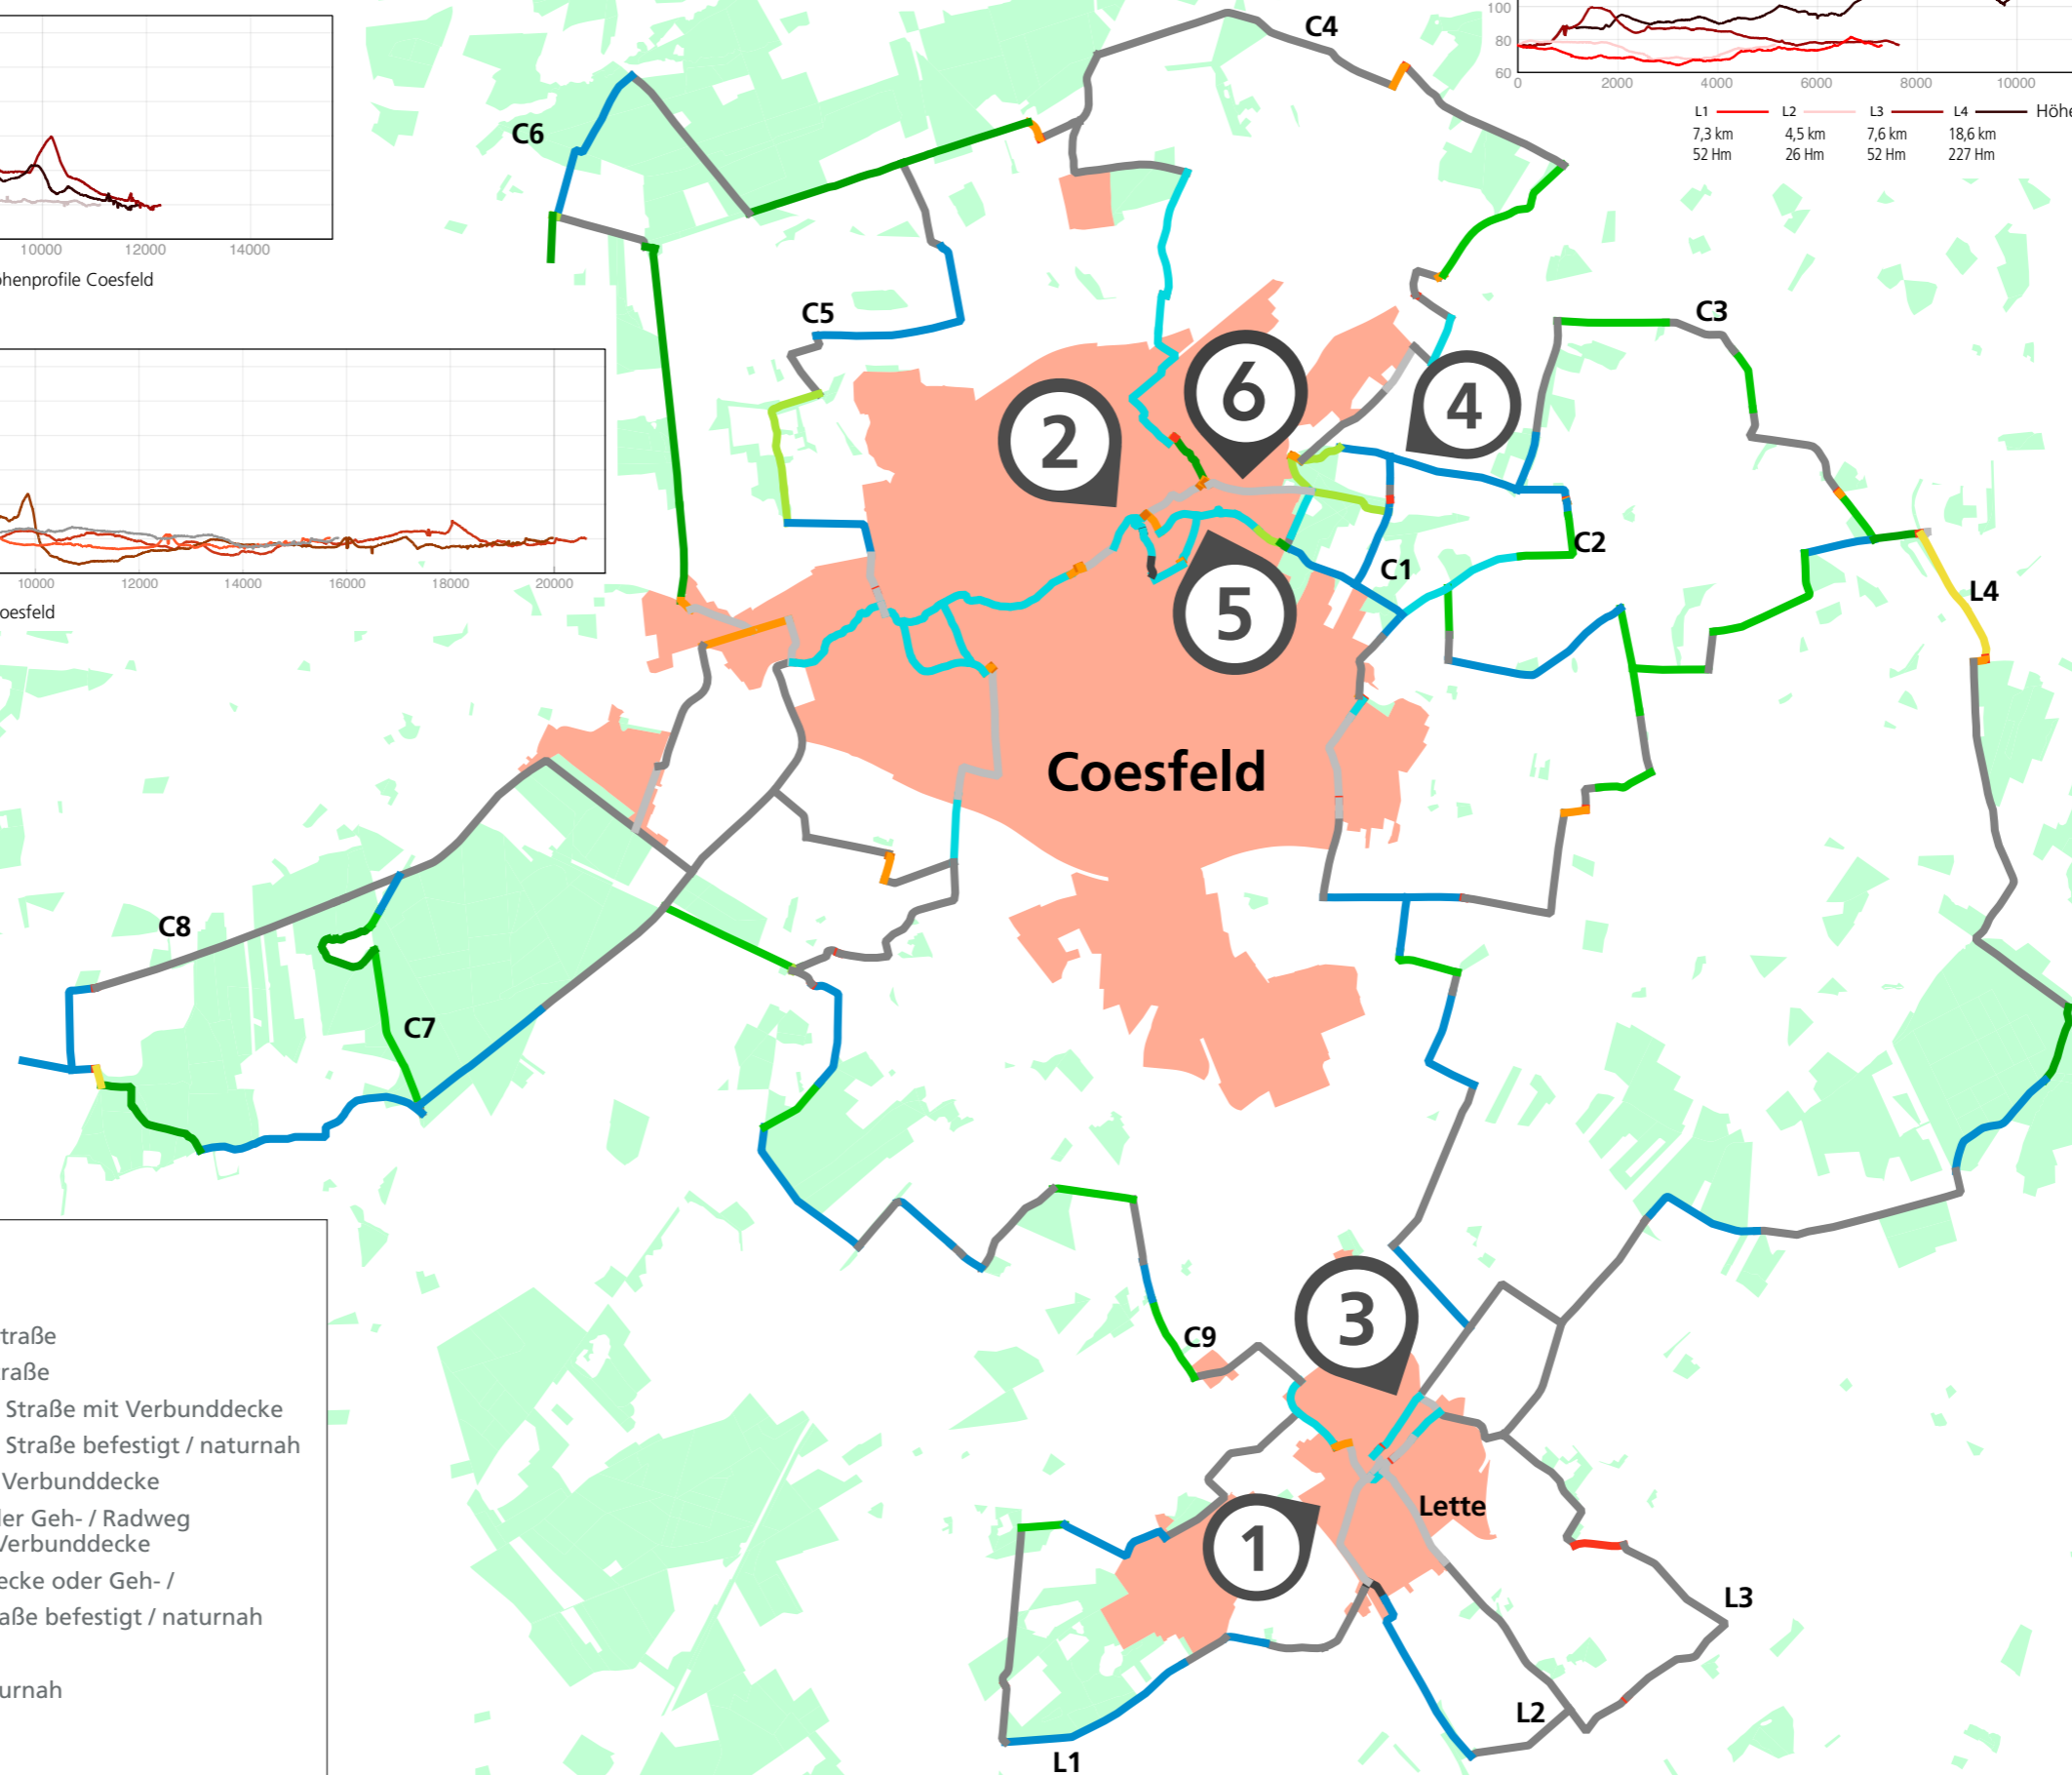 C4
100
80
60
0
2000
4000
6000
8000
10000
L1
L2
L3
L4
Höhe
7,3 km
4,5 km
7,6 km
18,6 km
52 Hm
26 Hm
52 Hm
227 Hm
C6
10000
12000
14000
öhenprofile Coesfeld
C5
C3
6
4
2
C2
C1
10000
12000
14000
16000
18000
20000
L4
oesfeld
5
Coesfeld
C8
C7
3
C9
traße
raße
Straße mit Verbunddecke
Straße befestigt / naturnah
Verbunddecke
ler Geh- / Radweg
Verbunddecke
ecke oder Geh- /
aße befestigt / naturnah
urnah
Lette
1
L3
L2
L1